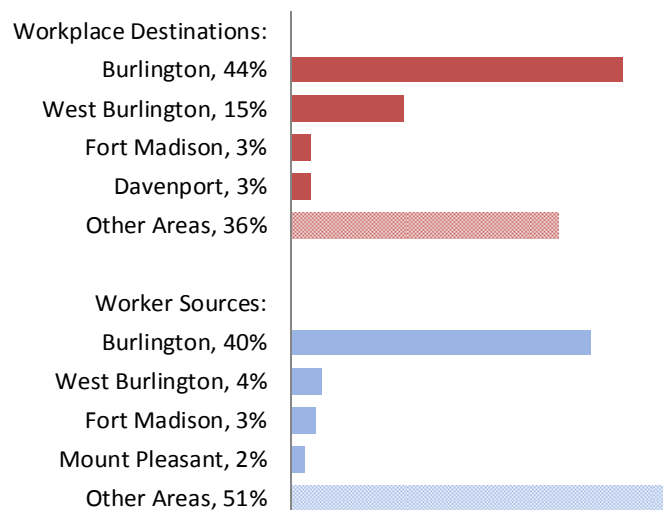 Workplace Destinations:
Burlington, 44%
West Burlington, 15%
Fort Madison, 3%
Davenport, 3%
Other Areas, 36%
Worker Sources:
Burlington, 40%
West Burlington, 4%
Fort Madison, 3%
Mount Pleasant, 2%
Other Areas, 51%